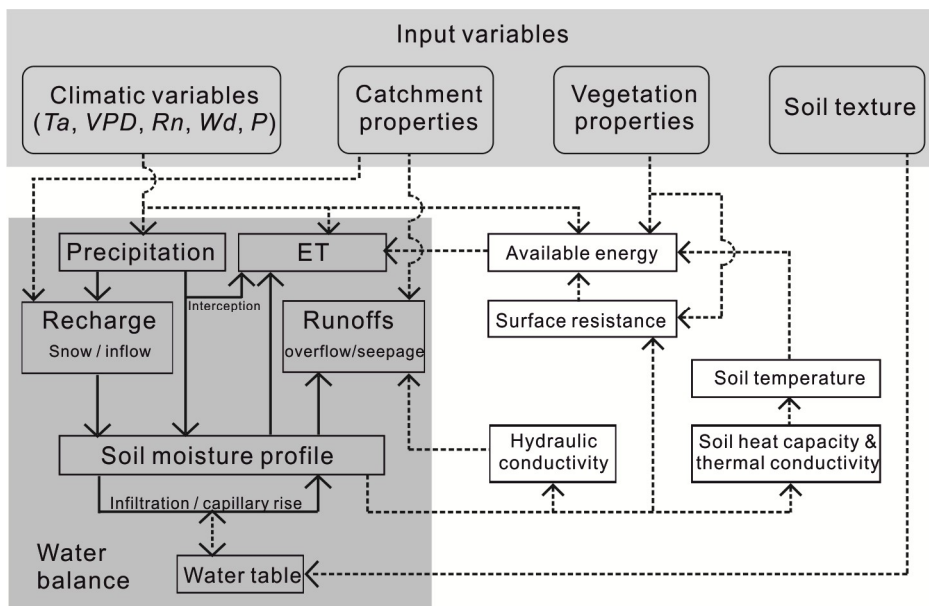 Input variables
Climatic variables
(Ta, VPD, Rn, Wd, P)
Catchment
properties
Vegetation
properties
Soil texture
Precipitation
ET
Available energy
Interception
Recharge
Snow / inflow
Runoffs
overflow/seepage
Surface resistance
Soil temperature
Soil moisture profile
Hydraulic
conductivity
Soil heat capacity &
thermal conductivity
Infiltration / capillary rise
Water
balance
Water table